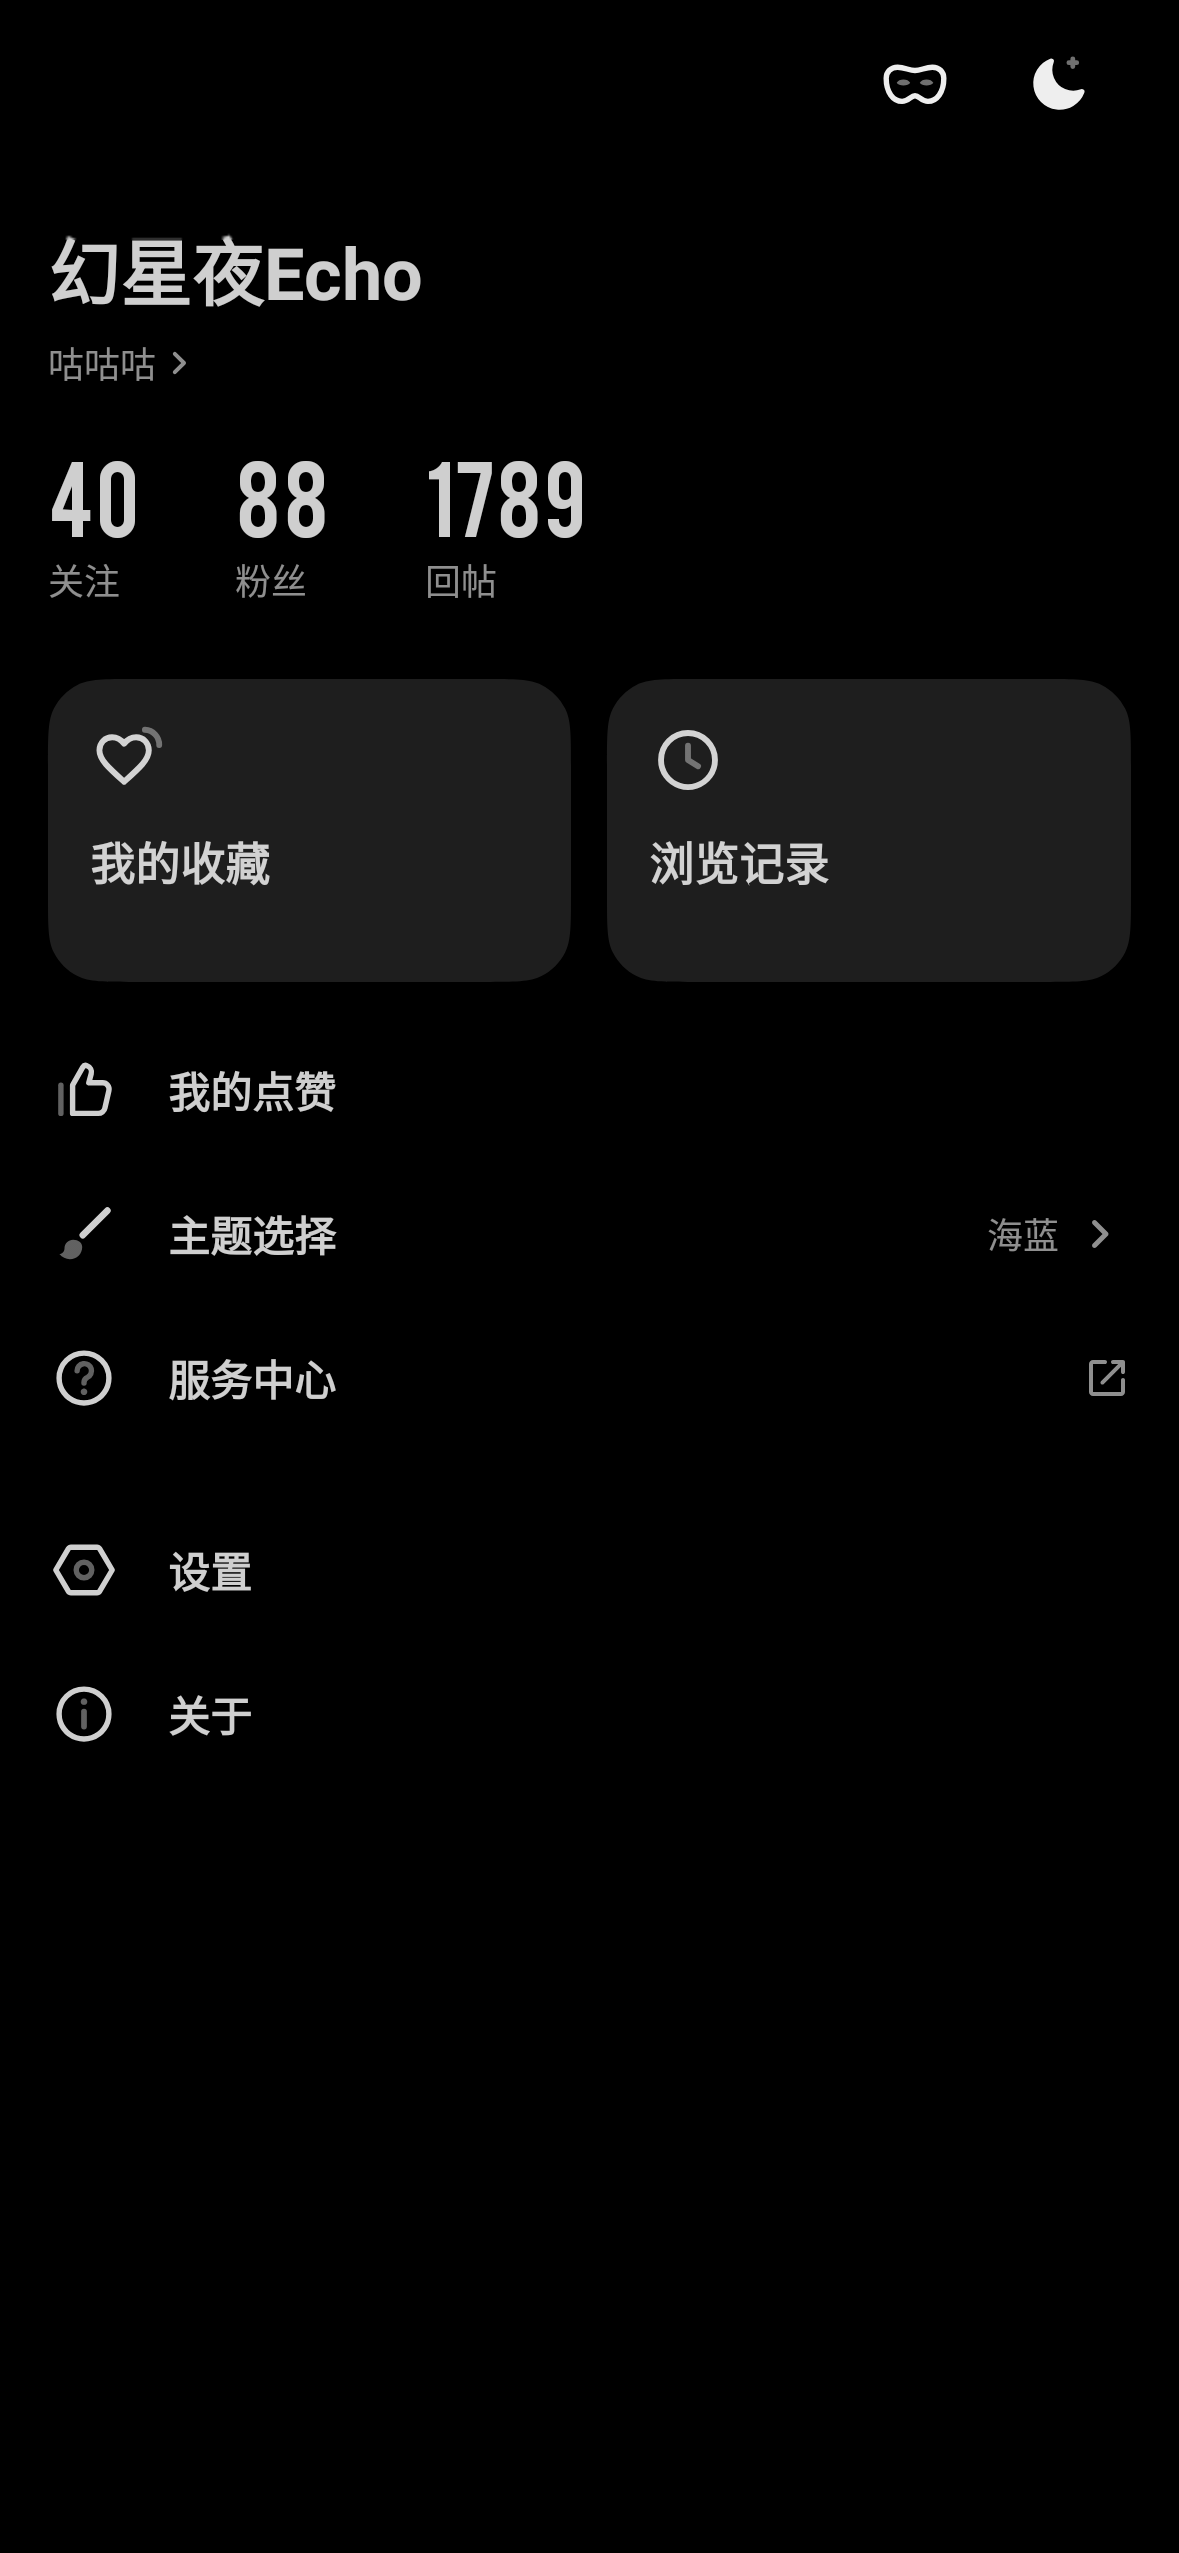 幻星夜Echo
咕咕咕
40 88 1789
关注 粉丝 回帖
我的收藏 浏览记录
我的点赞
主题选择 海蓝
服务中心
设置
关于